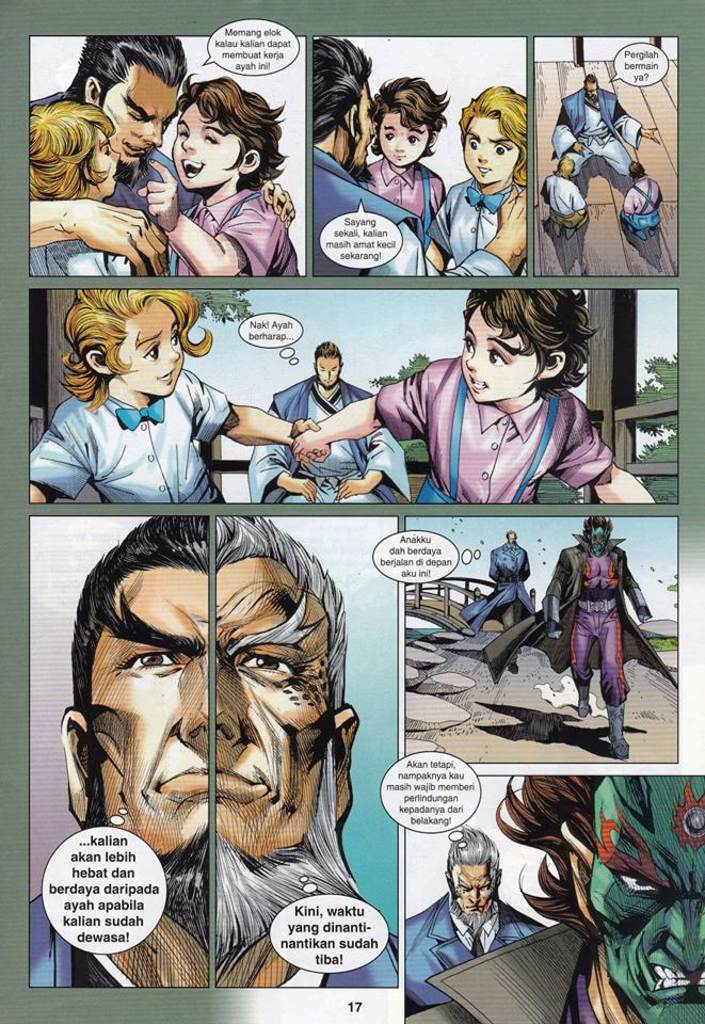 Memang elok
kalau kalian dapat
membuat kerja
ayah ini!
Sayang
sekali, kalian
masih amat kecil
sekarang!
Pergilah
bermain
ya?
Nak! Ayah
berharap...
...kalian
akan lebih
hebat dan
berdaya daripada
ayah apabila
kalian sudah
dewasa!
Kini, waktu
yang dinanti-
nantikan sudah
tiba!
Anakku
dah berdaya
berjalan di depan
aku ini!
Akan tetapi,
nampaknya kau
masih wajib memberi
perlindungan
kepadanya dari
belakang!
17